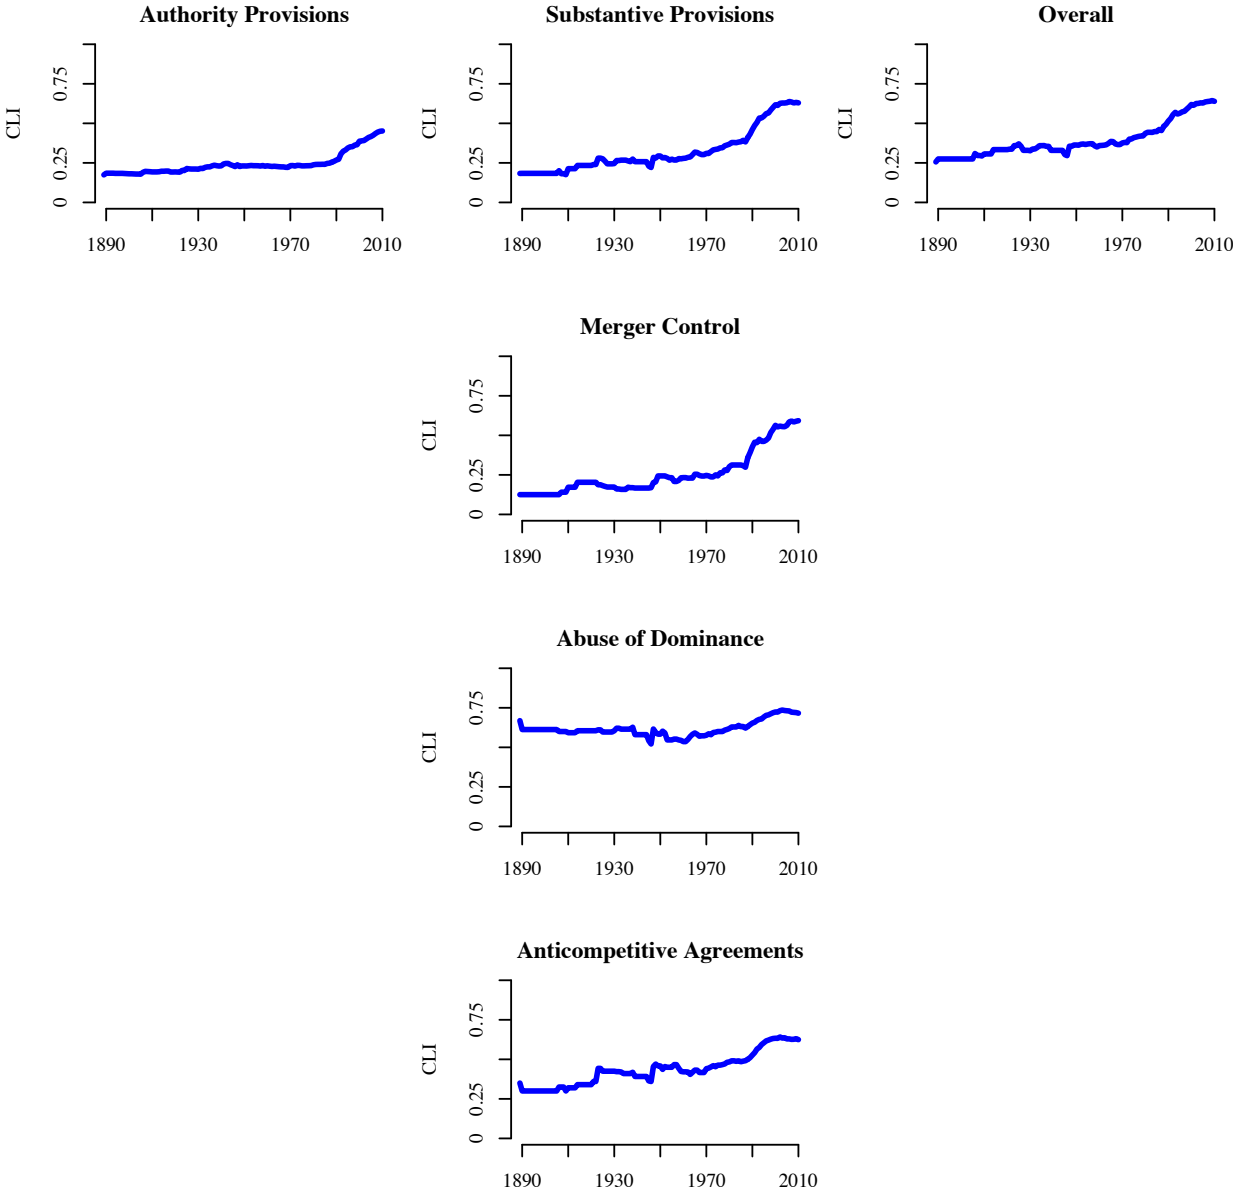 Authority Provisions
CLI
0.75
0.25
0
1890 1930 1970 2010
Substantive Provisions
CLI
0.75
0.25
0
1890 1930 1970 2010
Overall
CLI
0.75
0.25
0
1890 1930 1970 2010
Merger Control
CLI
0.75
0.25
0
1890 1930 1970 2010
Abuse of Dominance
CLI
0.75
0.25
0
1890 1930 1970 2010
Anticompetitive Agreements
CLI
0.75
0.25
0
1890 1930 1970 2010